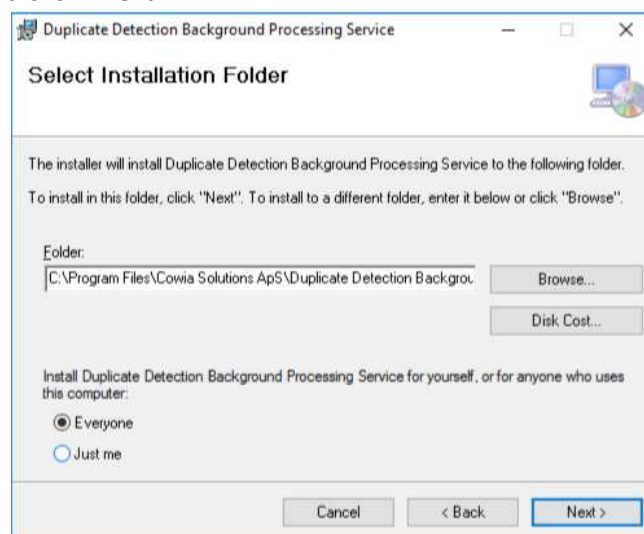 Duplicate Detection Background Processing Service
Select Installation Folder
The installer will install Duplicate Detection Background Processing Service to the following folder.
To install in this folder, click "Next". To install to a different folder, enter it below or click "Browse".
Folder:
C:\Program Files\Cowia Solutions ApS\Duplicate Detection Backgrou
Browse...
Disk Cost...
Install Duplicate Detection Background Processing Service for yourself, or for anyone who uses
this computer:
Everyone
Just me
Cancel
< Back
Next >